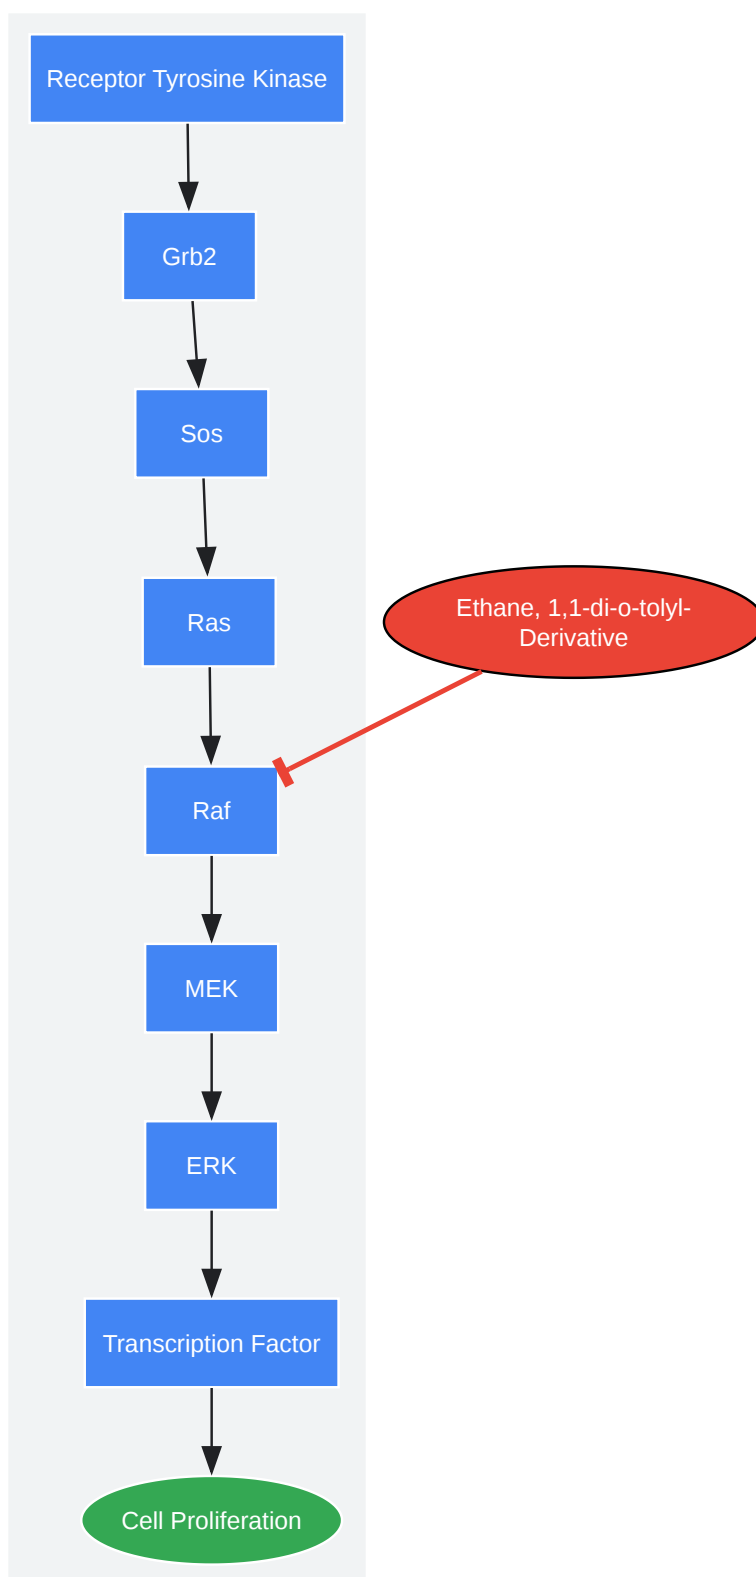 Receptor Tyrosine Kinase
Grb2
Sos
Ras
Ethane, 1,1-di-o-tolyl-
Derivative
Raf
MEK
ERK
Transcription Factor
Cell Proliferation